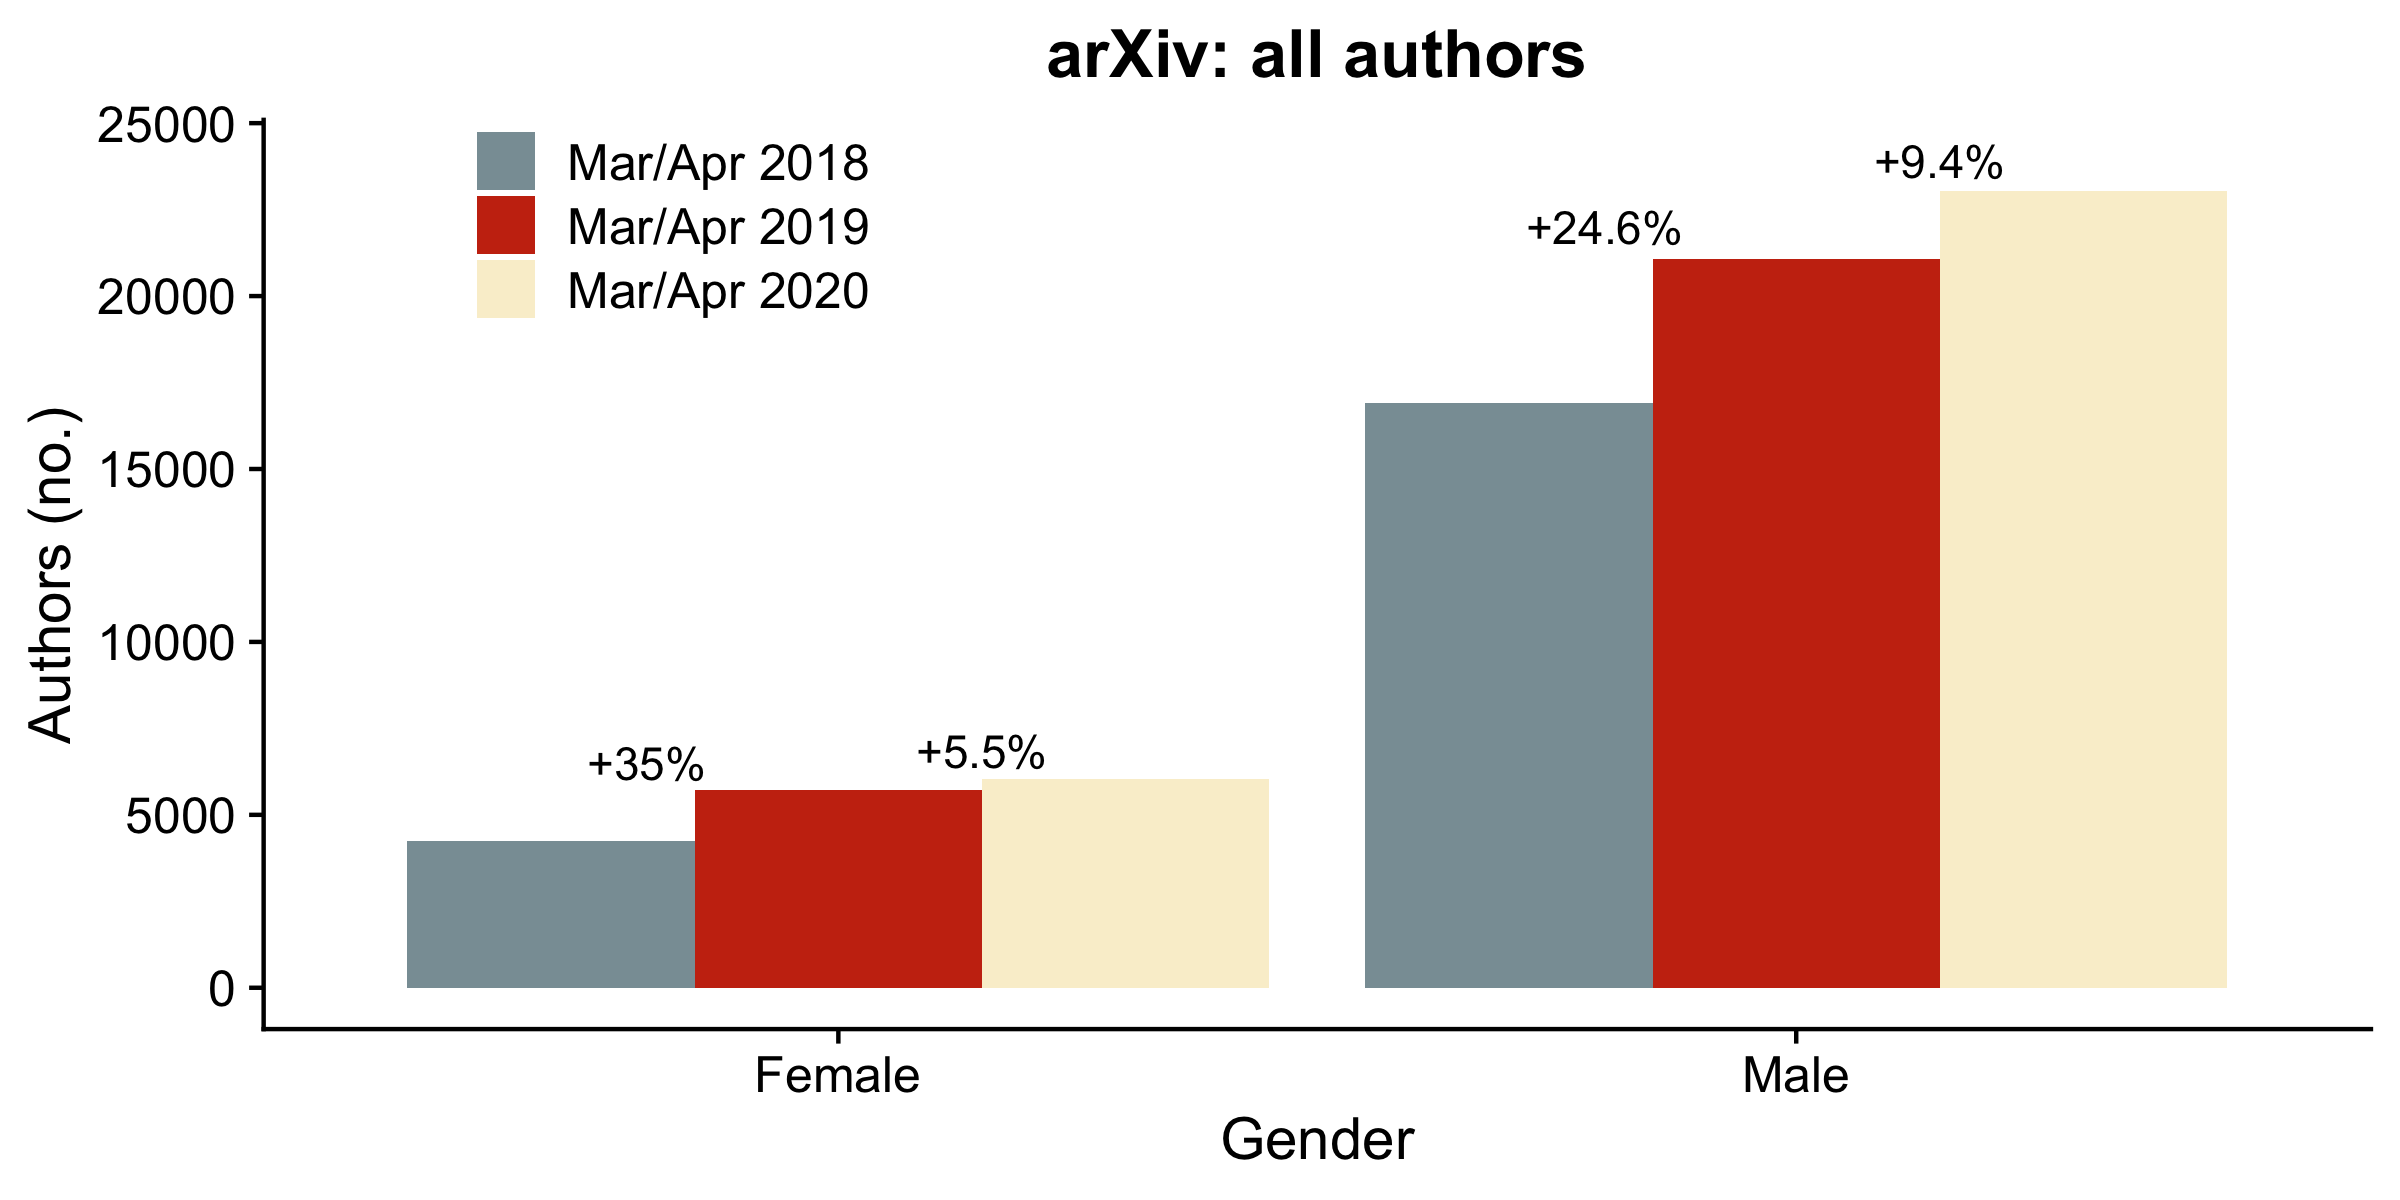 arXiv: all authors
Authors (no.)
25000
20000
15000
10000
5000
0
Mar/Apr 2018
Mar/Apr 2019
Mar/Apr 2020
+35%
+5.5%
+24.6%
+9.4%
Female
Male
Gender